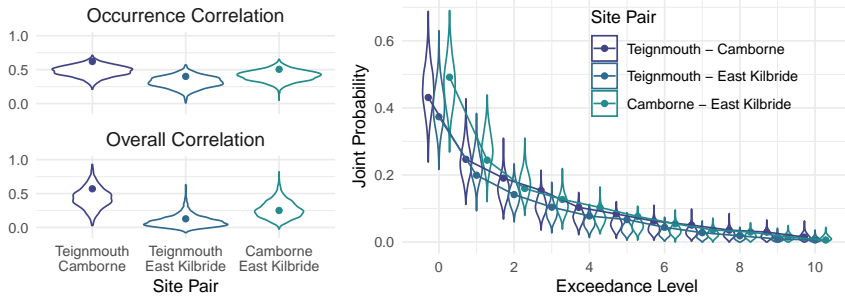 Occurrence Correlation
1.0
0.5
0.0
Overall Correlation
1.0
0.5
0.0
Teignmouth Camborne
Teignmouth East Kilbride
Camborne East Kilbride
Site Pair
Joint Probability
0.6
0.4
0.2
0.0
Site Pair
Teignmouth – Camborne
Teignmouth – East Kilbride
Camborne – East Kilbride
0 2 4 6 8 10
Exceedance Level